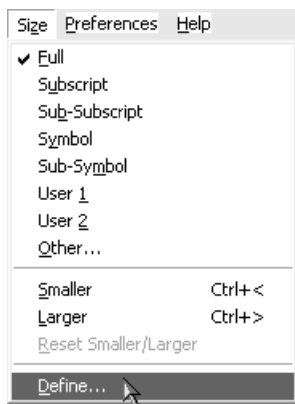 Size Preferences Help
Full
Subscript
Sub-Subscript
Symbol
Sub-Symbol
User 1
User 2
Other...
Smaller Ctrl+<
Larger Ctrl+>
Reset Smaller/Larger
Define...